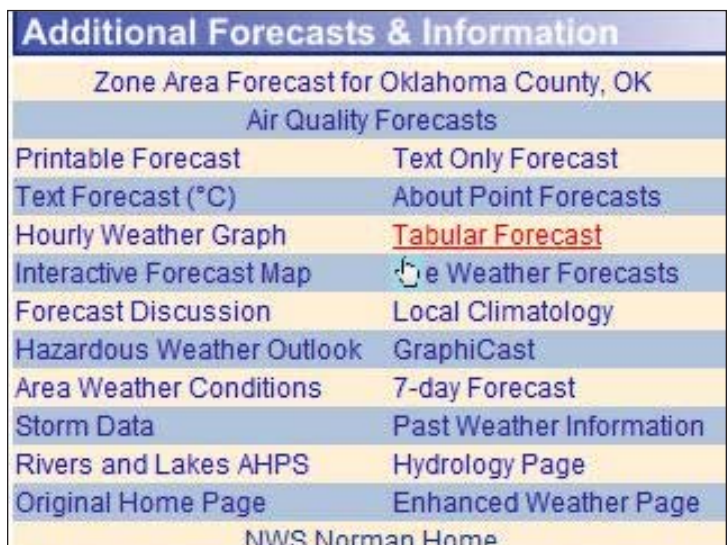 Additional Forecasts & Information
Zone Area Forecast for Oklahoma County, OK
Air Quality Forecasts
Printable Forecast Text Only Forecast
Text Forecast (°C) About Point Forecasts
Hourly Weather Graph Tabular Forecast
Interactive Forecast Map Weather Forecasts
Forecast Discussion Local Climatology
Hazardous Weather Outlook GraphiCast
Area Weather Conditions 7-day Forecast
Storm Data Past Weather Information
Rivers and Lakes AHPS Hydrology Page
Original Home Page Enhanced Weather Page
NWS Norman Home